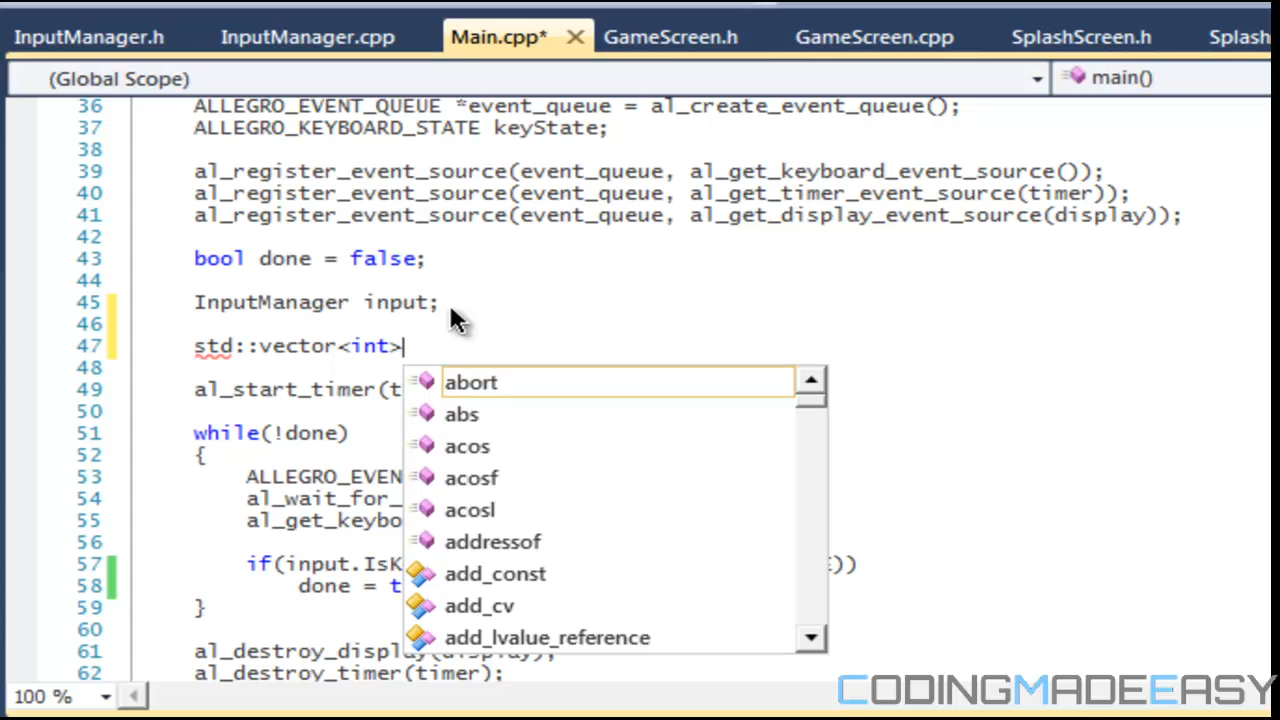 InputManager.h InputManager.cpp Main.cpp* GameScreen.h GameScreen.cpp SplashScreen.h Splash
(Global Scope) main()
36 ALLEGRO_EVENT_QUEUE *event_queue = al_create_event_queue();
37 ALLEGRO_KEYBOARD_STATE keyState;
38
39 al_register_event_source(event_queue, al_get_keyboard_event_source());
40 al_register_event_source(event_queue, al_get_timer_event_source(timer));
41 al_register_event_source(event_queue, al_get_display_event_source(display));
42
43 bool done = false;
44
45 InputManager input;
46
47 std::vector<int>
48
49 al_start_timer(t
50
51 while(!done)
52 {
53 ALLEGRO_EVEN
54 al_wait_for_
55 al_get_keybo
56
57 if(input.IsK ))
58 done = t
59 }
60
61 al_destroy_display(display);
62 al_destroy_timer(timer);
abort
abs
acos
acosf
acosl
addressof
add_const
add_cv
add_lvalue_reference
100 %
CODINGMADEEASY